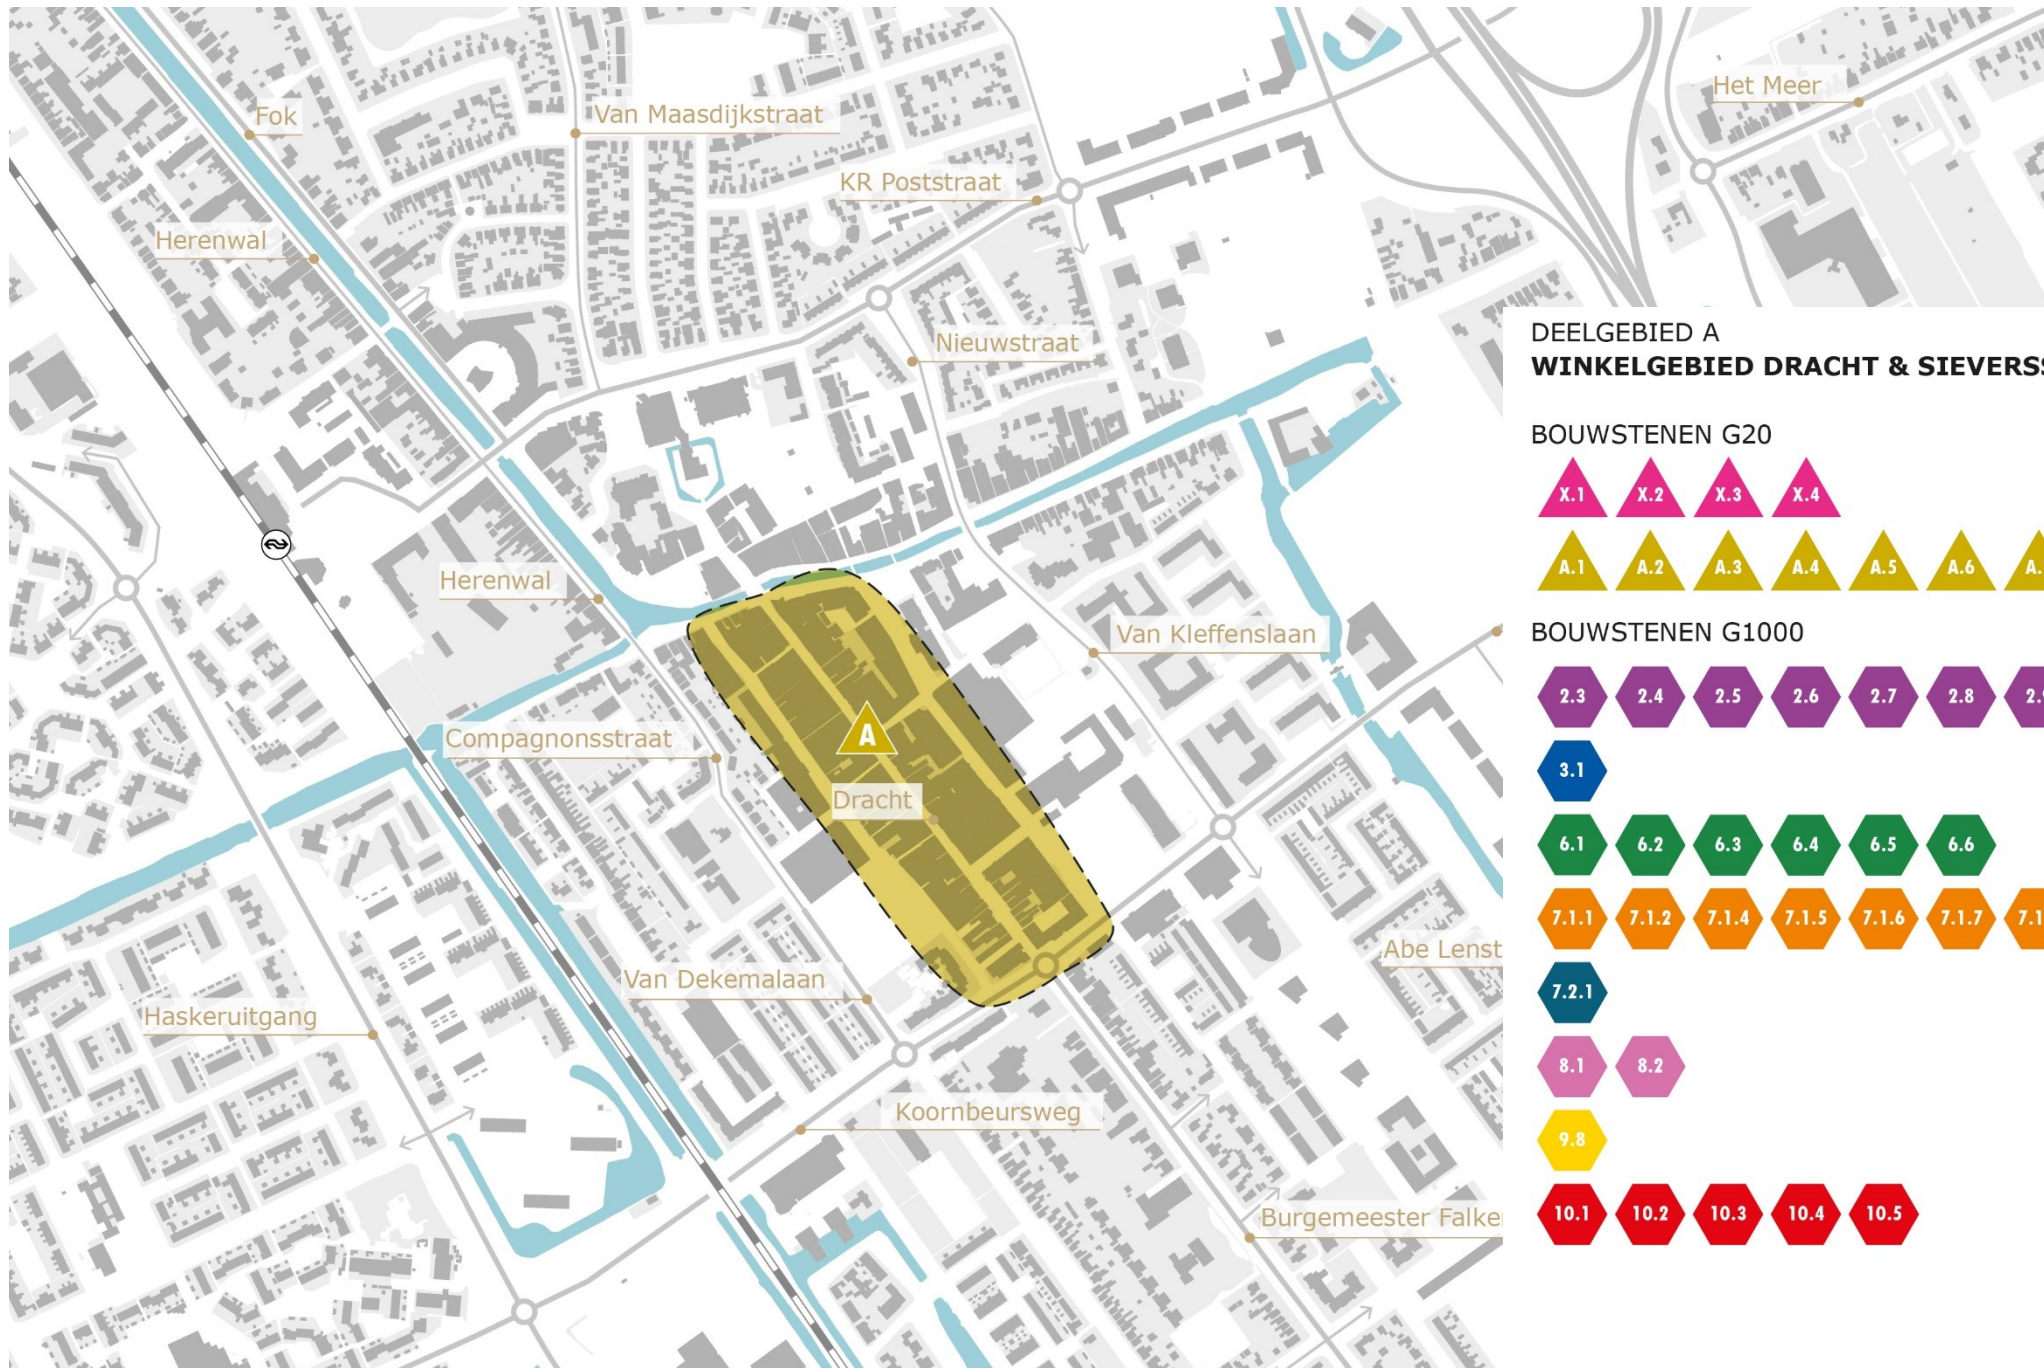 Fok
Van Maasdijkstraat
Het Meer
KR Poststraat
Herenwal
Nieuwstraat
Herenwal
Van Kleffenslaan
Compagnonsstraat
A
Dracht
Abe Lenst
Van Dekemalaan
Haskeruitgang
Koornbeursweg
Burgemeester Falke
DEELGEBIED A
WINKELGEBIED DRACHT & SIEVERSS
BOUWSTENEN G20
X.1 X.2 X.3 X.4
A.1 A.2 A.3 A.4 A.5 A.6 A.
BOUWSTENEN G1000
2.3 2.4 2.5 2.6 2.7 2.8 2.9
3.1
6.1 6.2 6.3 6.4 6.5 6.6
7.1.1 7.1.2 7.1.4 7.1.5 7.1.6 7.1.7 7.1
7.2.1
8.1 8.2
9.8
10.1 10.2 10.3 10.4 10.5